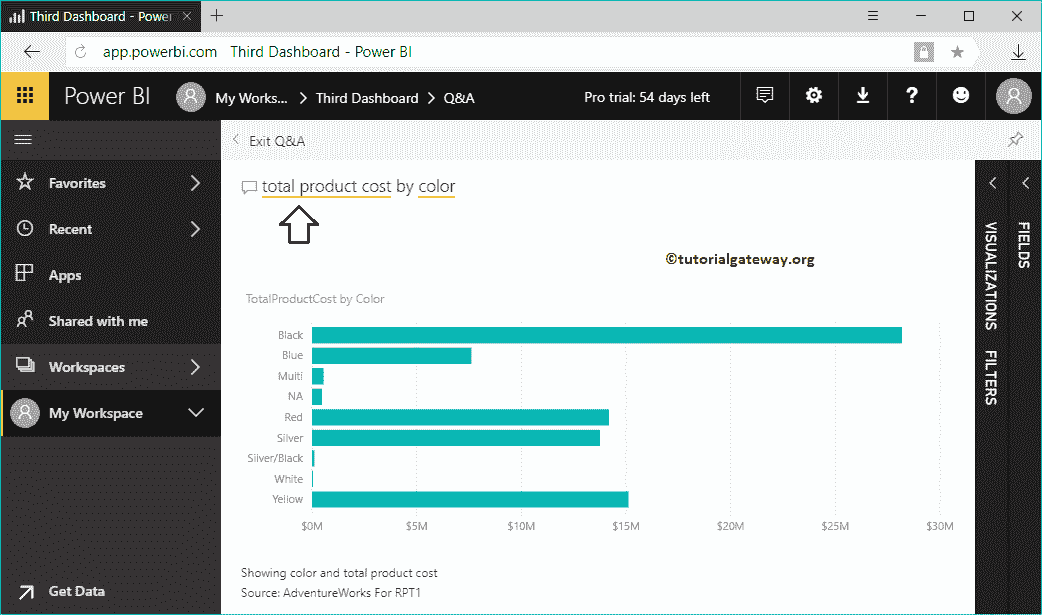 Third Dashboard - Power
app.powerbi.com Third Dashboard - Power BI
Power BI My Works... Third Dashboard Q&A Pro trial: 54 days left ?
Exit Q&A
Favorites
Recent
Apps
Shared with me
Workspaces
My Workspace
Get Data
total product cost by color
©tutorialgateway.org
TotalProductCost by Color
Black
Blue
Multi
NA
Red
Silver
Silver/Black
White
Yellow
$0M $5M $10M $15M $20M $25M $30M
Showing color and total product cost
Source: AdventureWorks For RPT1
VISUALIZATIONS
FILTERS
FIELDS